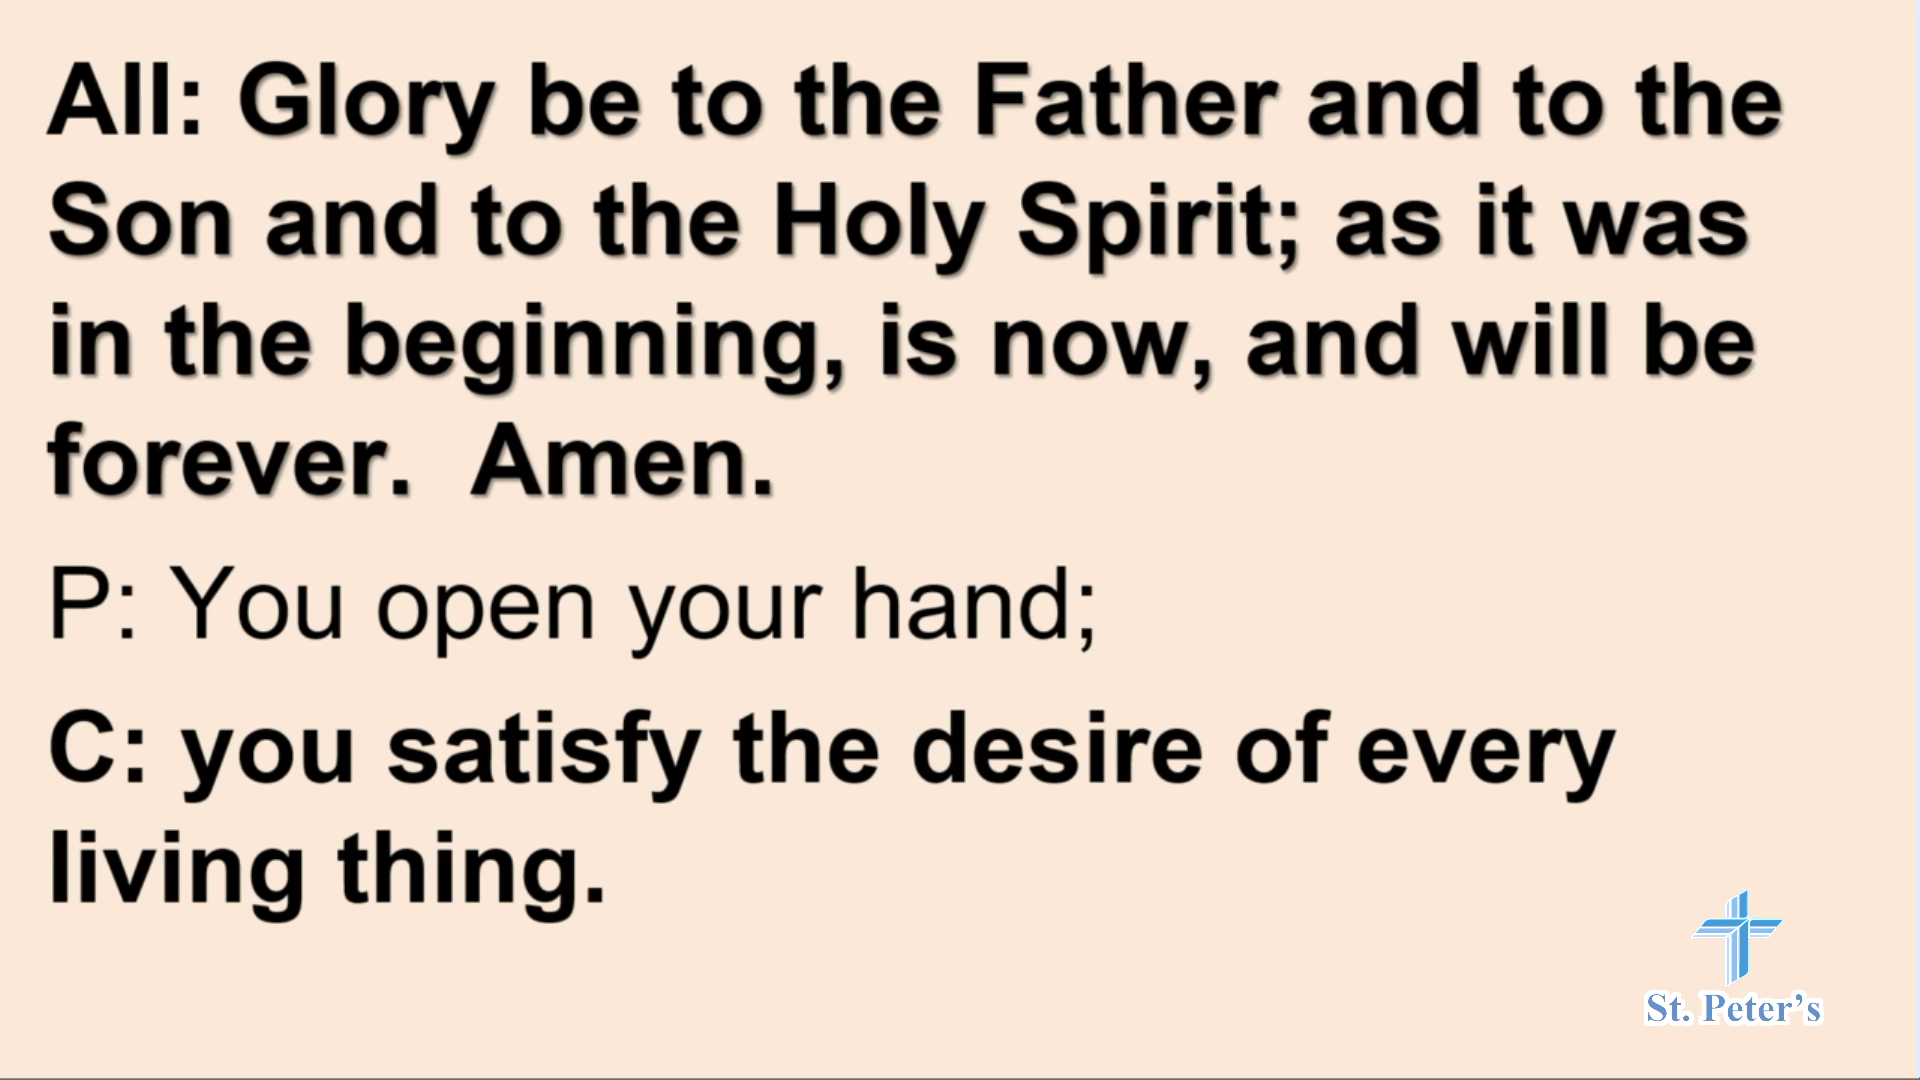 All: Glory be to the Father and to the
Son and to the Holy Spirit; as it was
in the beginning, is now, and will be
forever.  Amen.
P: You open your hand;
C: you satisfy the desire of every
living thing.
St. Peter’s